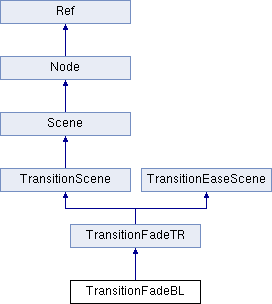 Ref
Node
Scene
TransitionScene
TransitionEaseScene
TransitionFadeTR
TransitionFadeBL